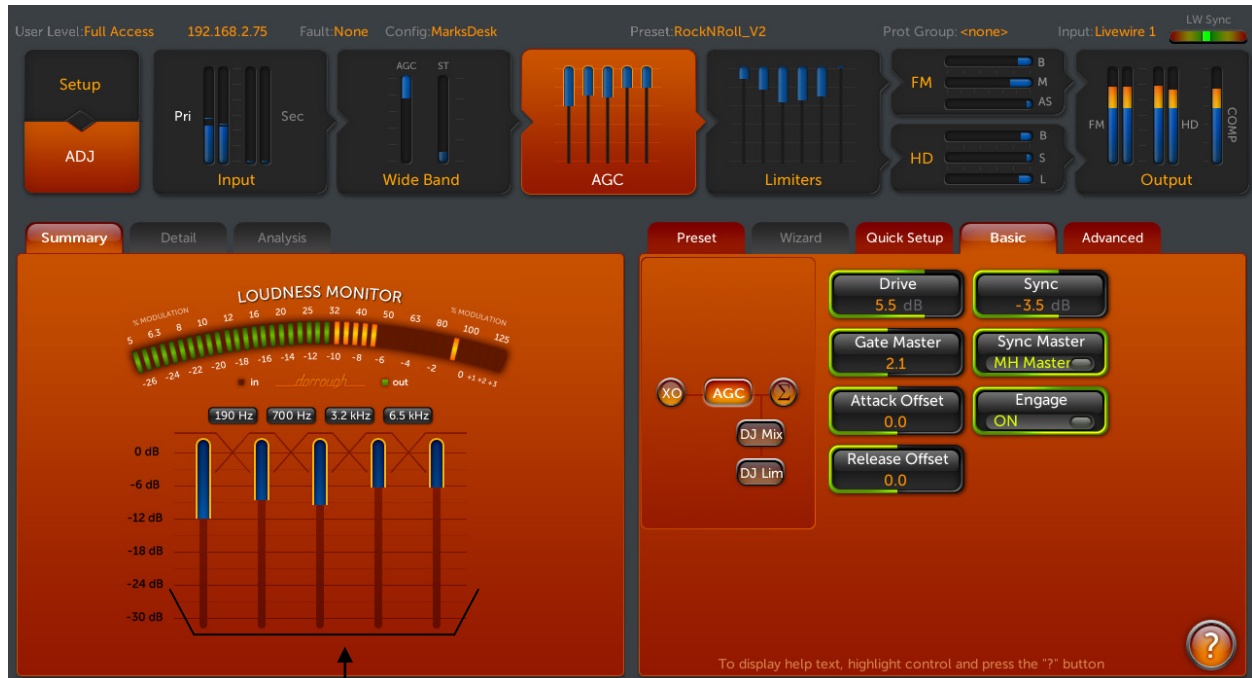 LW Sync
User Level:Full Access 192.168.2.75 Fault:None Config:MarksDesk Preset:RockNRoll_V2 Prot Group: <none> Input: Livewire 1
Setup
ADJ
Pri Sec
Input
AGC ST
Wide Band
AGC
Limiters
FM B M AS
HD B S L
FM HD COMP
Output
Summary Detail Analysis
LOUDNESS MONITOR
% MODULATION % MODULATION
5 6.3 8 10 12 16 20 25 32 40 50 63 80 100 125
-26 -24 -22 -20 -18 -16 -14 -12 -10 -8 -6 -4 -2 0 +1 +2 +3
in dorrough out
190 Hz 700 Hz 3.2 kHz 6.5 kHz
0 dB
-6 dB
-12 dB
-18 dB
-24 dB
-30 dB
Preset Wizard Quick Setup Basic Advanced
XO AGC Σ
DJ Mix
DJ Lim
Drive
5.5 dB
Sync
-3.5 dB
Gate Master
2.1
Sync Master
MH Master
Attack Offset
0.0
Engage
ON
Release Offset
0.0
?
To display help text, highlight control and press the "?" button